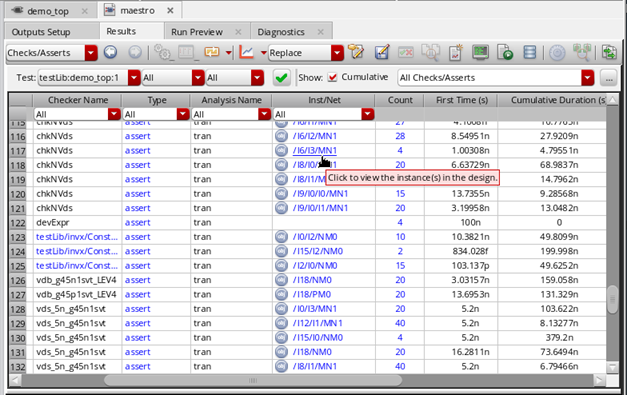 demo_top maestro
Outputs Setup Results Run Preview Diagnostics
Checks/Asserts Replace
Test: testLib:demo_top:1 All All Show: Cumulative All Checks/Asserts ...
Checker Name Type Analysis Name Inst/Net Count First Time (s) Cumulative Duration (s
All All All All
115 chkNVds assert tran /I6/I1/MN1 27
116 chkNVds assert tran /I6/I2/MN1 28 8.54951n 27.9209n
117 chkNVds assert tran /I6/I3/MN1 4 1.00308n 4.79551n
118 chkNVds assert tran /I8/I0/ 1 20 6.63729n 68.9837n
119 chkNVds assert tran /I8/I1/M 14.7962n
Click to view the instance(s) in the design.
120 chkNVds assert tran /I9/I0/I0/MN1 15 13.7355n 9.28568n
121 chkNVds assert tran /I9/I0/I1/MN1 20 3.19958n 13.0482n
122 devExpr assert 4 100n 0
123 testLib/invx/Const... assert tran /I0/I2/NM0 10 10.3821n 49.8099n
124 testLib/invx/Const... assert tran /I15/I2/NM0 2 834.028f 199.998n
125 testLib/invx/Const... assert tran /I2/I0/NM0 15 103.137p 49.6252n
126 vdb_g45n1svt_LEV4 assert tran /I18/NM0 20 3.03157n 159.058n
127 vdb_g45p1svt_LEV4 assert tran /I18/PM0 20 13.6953n 131.329n
128 vds_5n_g45n1svt assert tran /I0/I3/MN1 20 5.2n 103.622n
129 vds_5n_g45n1svt assert tran /I12/I1/MN1 40 5.2n 8.13277n
130 vds_5n_g45n1svt assert tran /I15/I0/NM0 4 5.2n 379.2n
131 vds_5n_g45n1svt assert tran /I18/NM0 20 16.2811n 73.6494n
132 vds_5n_g45n1svt assert tran /I8/I1/MN1 40 5.2n 6.79466n